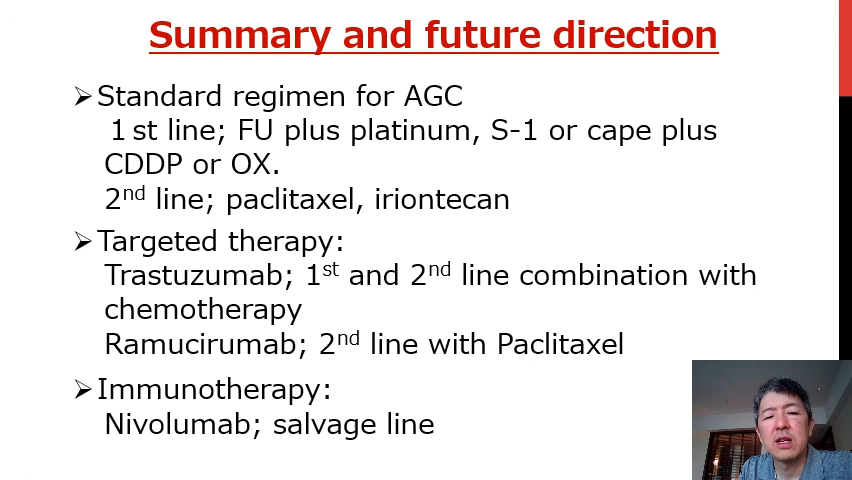 Summary and future direction
➢Standard regimen for AGC
１st line; FU plus platinum, S-1 or cape plus
CDDP or OX.
2nd line; paclitaxel, iriontecan
➢Targeted therapy:
Trastuzumab; 1st and 2nd line combination with
chemotherapy
Ramucirumab; 2nd line with Paclitaxel
➢Immunotherapy:
Nivolumab; salvage line